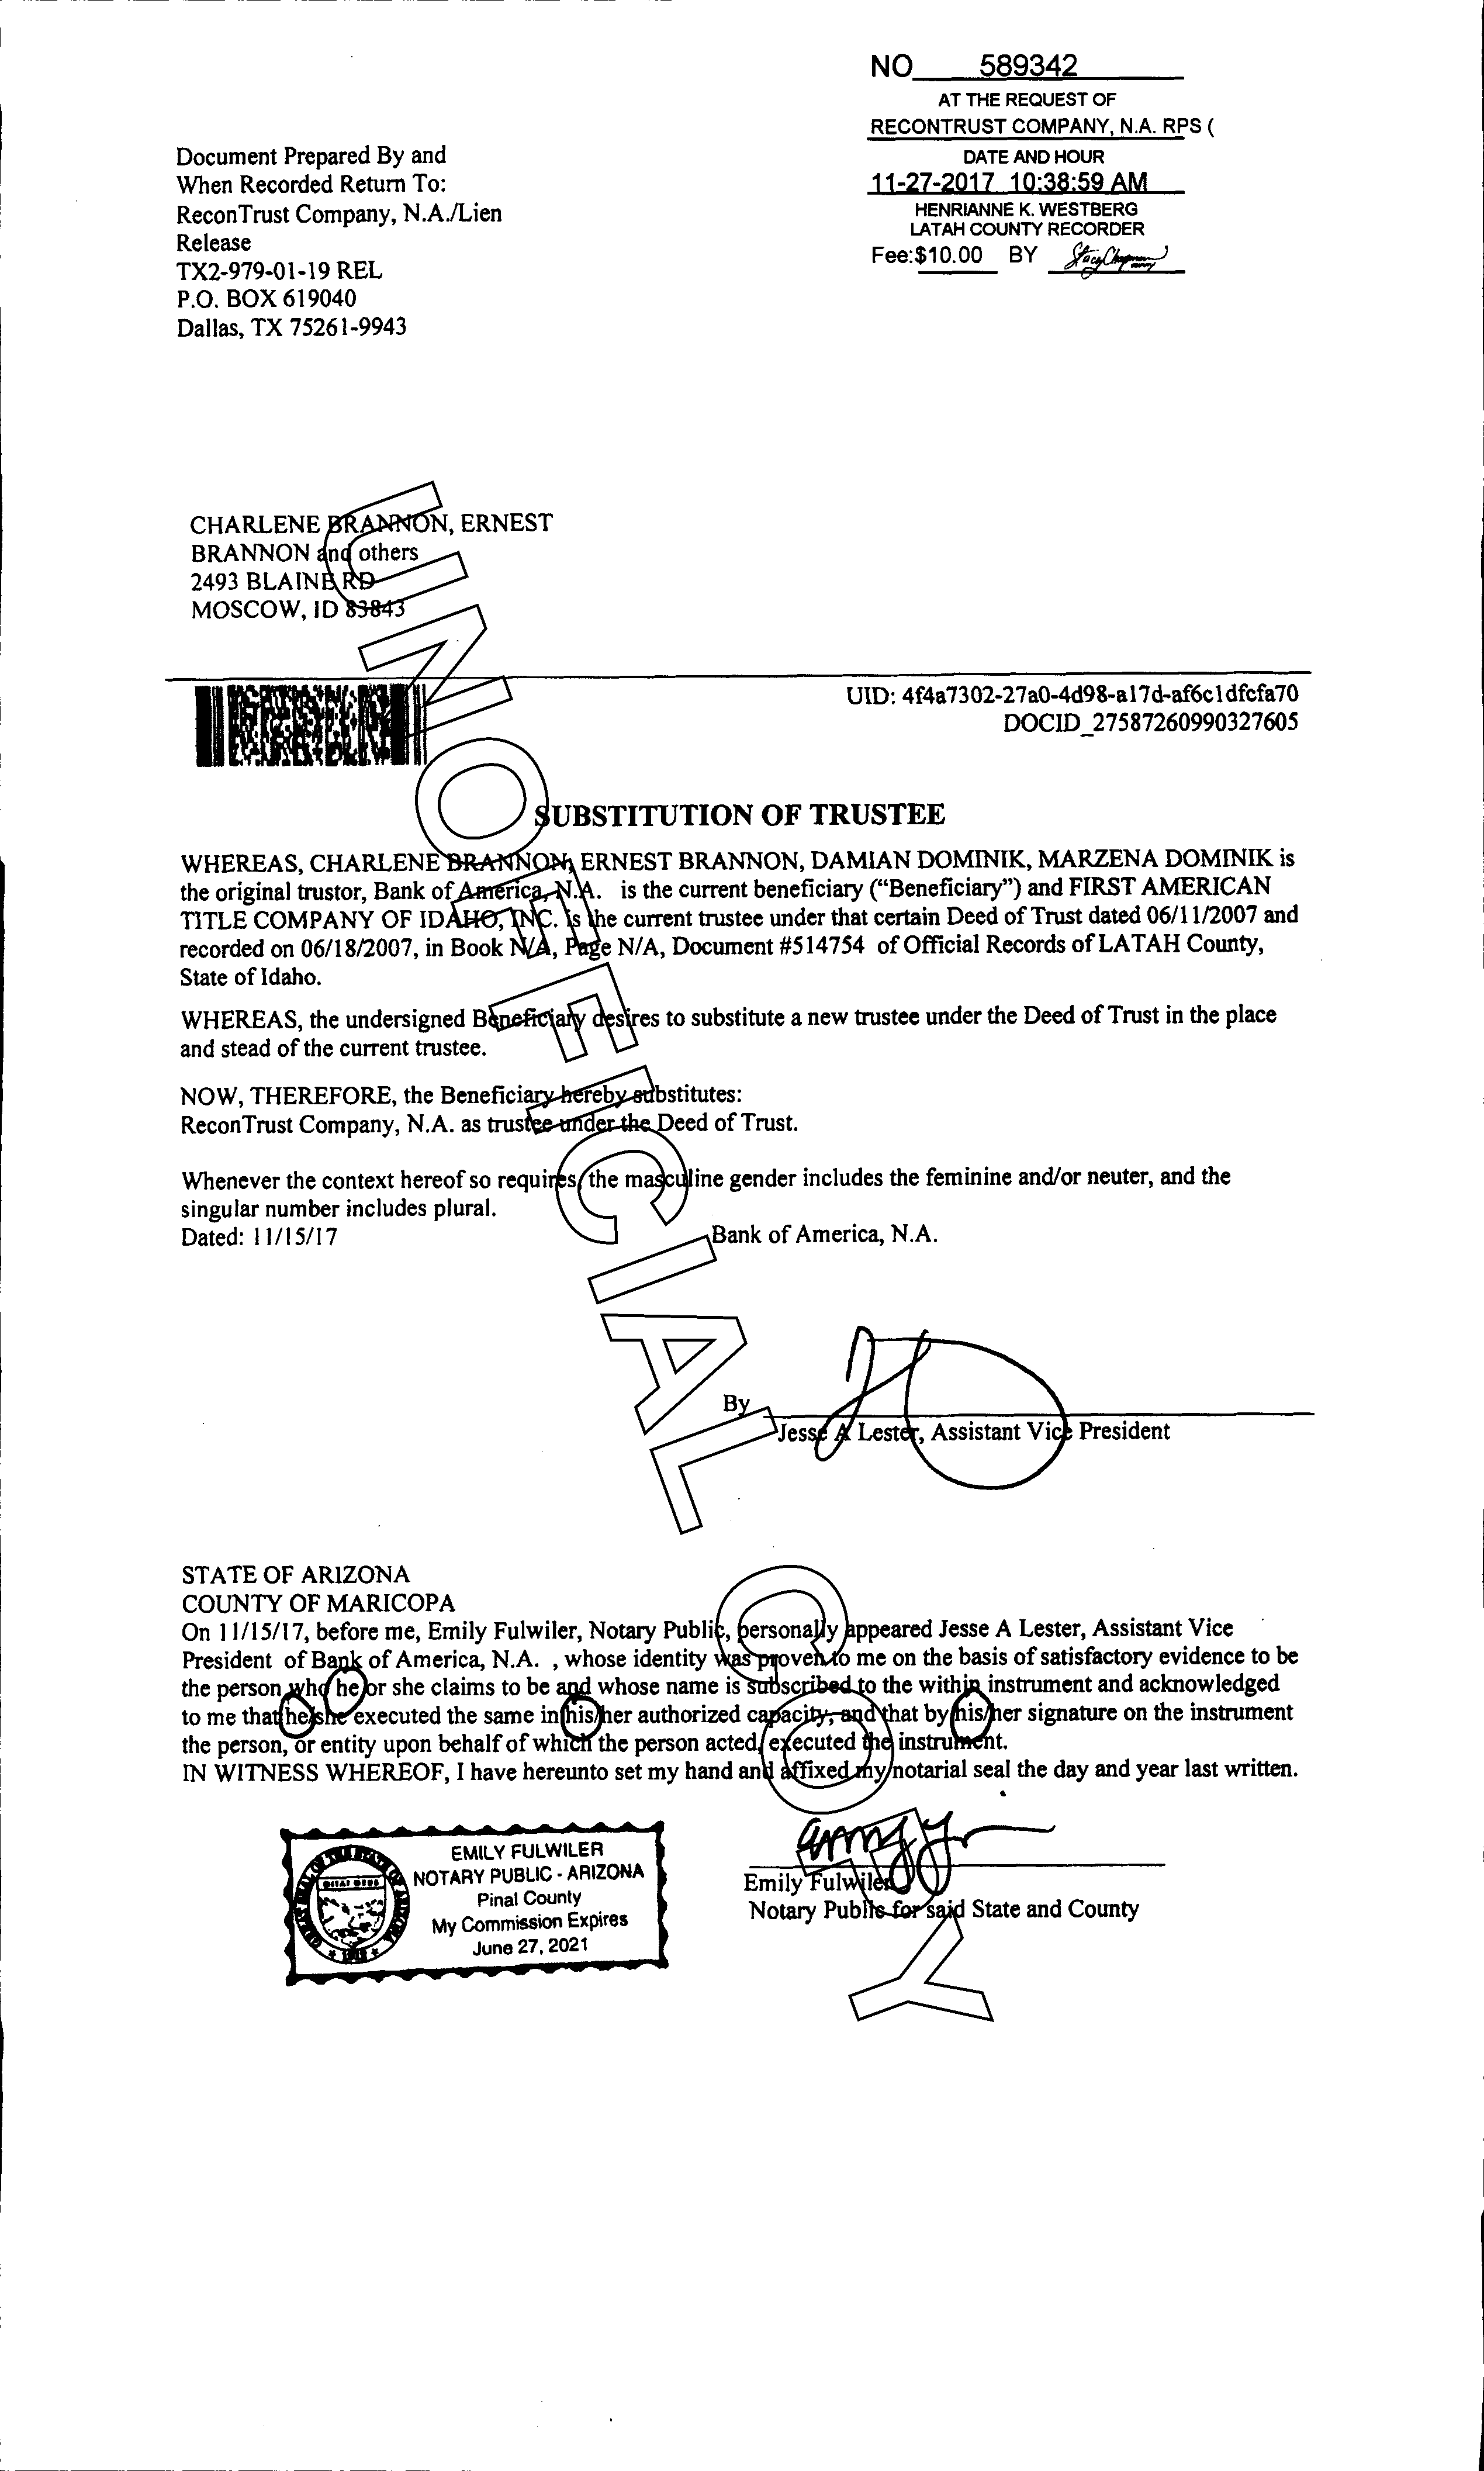 NO 589342
AT THE REQUEST OF
RECONTRUST COMPANY, N.A. RPS (
DATE AND HOUR
11-27-2017 10:38:59 AM
HENRIANNE K. WESTBERG
LATAH COUNTY RECORDER
Fee:$10.00 BY
Document Prepared By and
When Recorded Return To:
ReconTrust Company, N.A./Lien
Release
TX2-979-01-19 REL
P.O. BOX 619040
Dallas, TX 75261-9943
CHARLENE BRANNON, ERNEST
BRANNON and others
2493 BLAINE RD
MOSCOW, ID 83843
UID: 4f4a7302-27a0-4d98-a17d-af6c1dfcfa70
DOCID_27587260990327605
SUBSTITUTION OF TRUSTEE
WHEREAS, CHARLENE BRANNON, ERNEST BRANNON, DAMIAN DOMINIK, MARZENA DOMINIK is
the original trustor, Bank of America, N.A. is the current beneficiary (“Beneficiary”) and FIRST AMERICAN
TITLE COMPANY OF IDAHO, INC. is the current trustee under that certain Deed of Trust dated 06/11/2007 and
recorded on 06/18/2007, in Book N/A, Page N/A, Document #514754 of Official Records of LATAH County,
State of Idaho.
WHEREAS, the undersigned Beneficiary desires to substitute a new trustee under the Deed of Trust in the place
and stead of the current trustee.
NOW, THEREFORE, the Beneficiary hereby substitutes:
ReconTrust Company, N.A. as trustee under the Deed of Trust.
Whenever the context hereof so requires, the masculine gender includes the feminine and/or neuter, and the
singular number includes plural.
Dated: 11/15/17
Bank of America, N.A.
By
Jesse A Lester, Assistant Vice President
STATE OF ARIZONA
COUNTY OF MARICOPA
On 11/15/17, before me, Emily Fulwiler, Notary Public, personally appeared Jesse A Lester, Assistant Vice
President of Bank of America, N.A. , whose identity was proven to me on the basis of satisfactory evidence to be
the person who he or she claims to be and whose name is subscribed to the within instrument and acknowledged
to me that he/she executed the same in his/her authorized capacity, and that by his/her signature on the instrument
the person, or entity upon behalf of which the person acted, executed the instrument.
IN WITNESS WHEREOF, I have hereunto set my hand and affixed my notarial seal the day and year last written.
EMILY FULWILER
NOTARY PUBLIC - ARIZONA
Pinal County
My Commission Expires
June 27, 2021
GREAT SEAL OF THE STATE OF ARIZONA
DITAT DEUS
1912
Emily Fulwiler
Notary Public for said State and County
UNOFFICIAL COPY